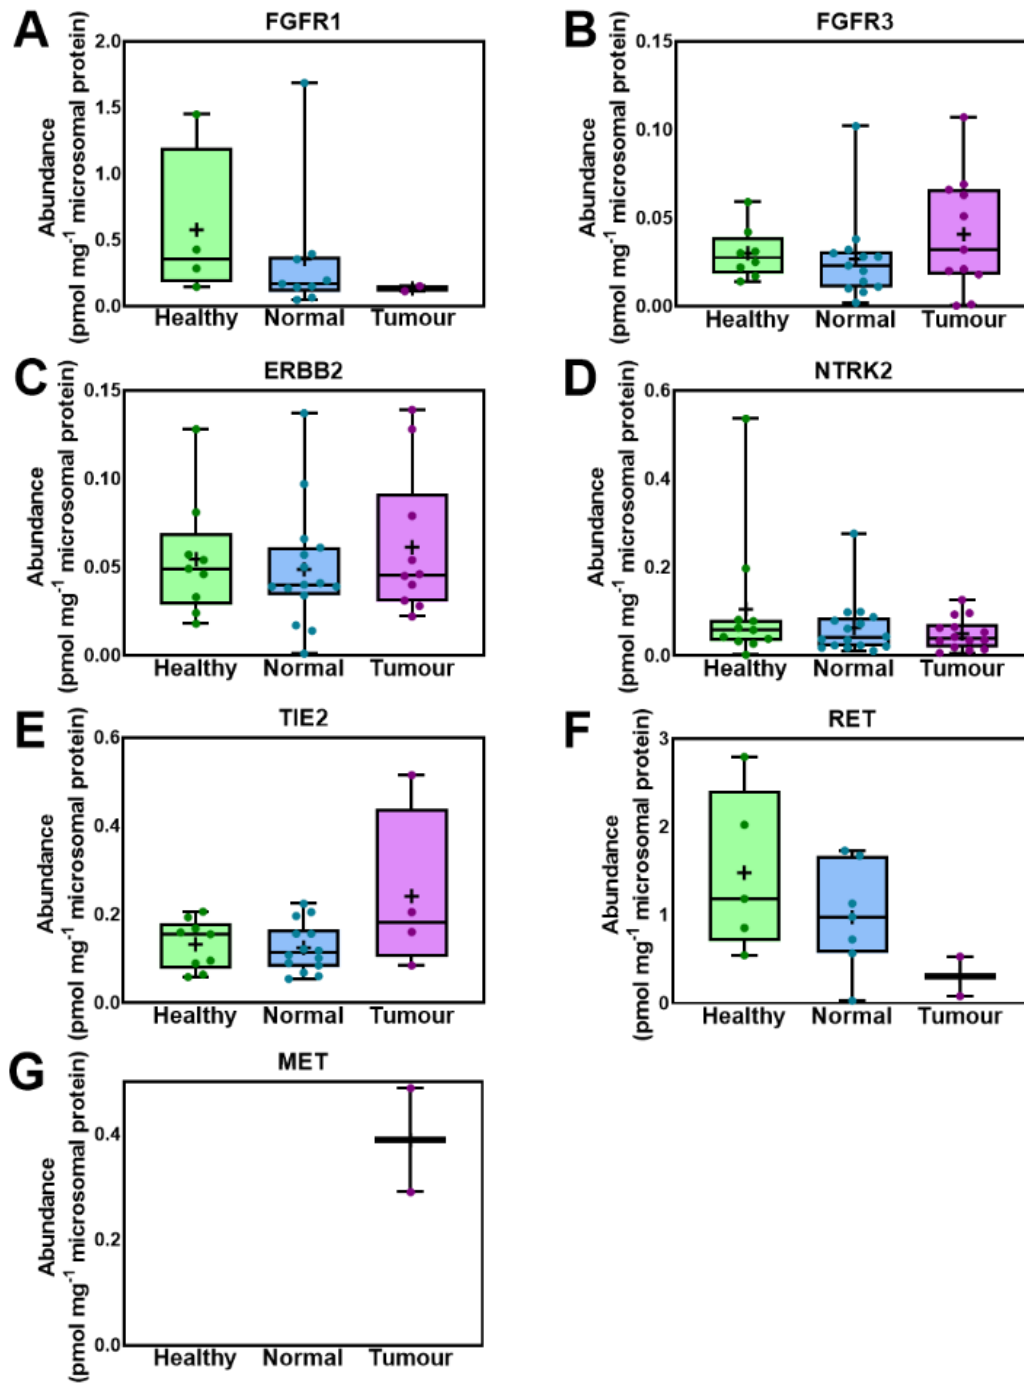 A
FGFR1
Abundance
(pmol mg-1 microsomal protein)
2.0
1.5
1.0
0.5
0.0
Healthy Normal Tumour
B
FGFR3
Abundance
(pmol mg-1 microsomal protein)
0.15
0.10
0.05
0.00
Healthy Normal Tumour
C
ERBB2
Abundance
(pmol mg-1 microsomal protein)
0.15
0.10
0.05
0.00
Healthy Normal Tumour
D
NTRK2
Abundance
(pmol mg-1 microsomal protein)
0.6
0.4
0.2
0.0
Healthy Normal Tumour
E
TIE2
Abundance
(pmol mg-1 microsomal protein)
0.6
0.4
0.2
0.0
Healthy Normal Tumour
F
RET
Abundance
(pmol mg-1 microsomal protein)
3
2
1
0
Healthy Normal Tumour
G
MET
Abundance
(pmol mg-1 microsomal protein)
0.4
0.2
0.0
Healthy Normal Tumour